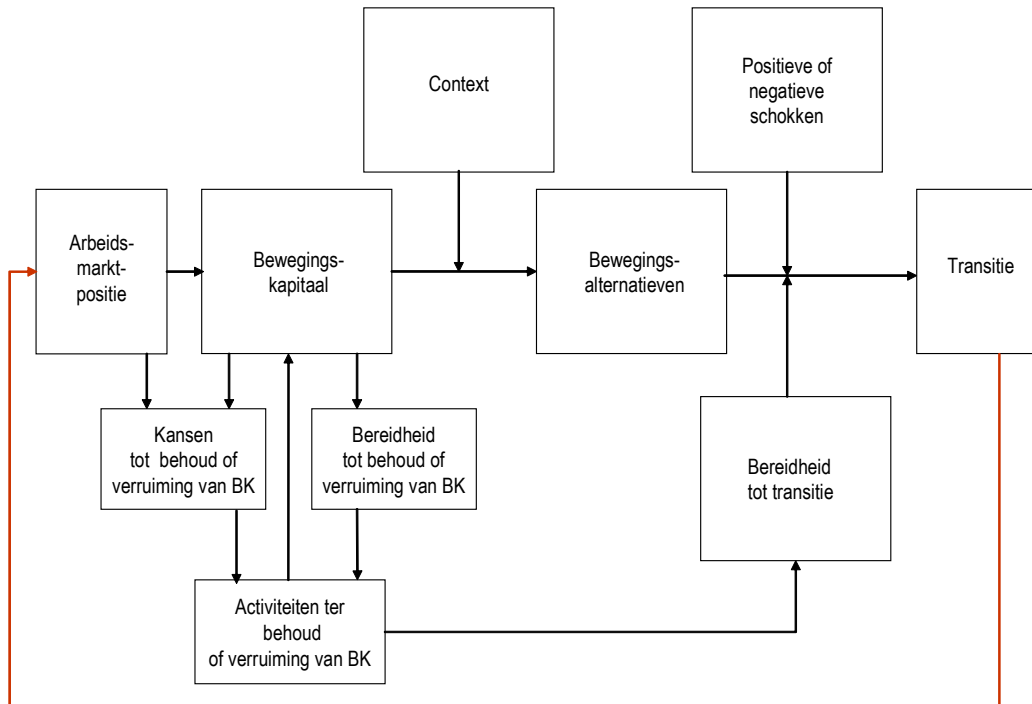 Context
Positieve of
negatieve
schokken
Arbeids-
markt-
positie
Bewegings-
kapitaal
Bewegings-
alternatieven
Transitie
Kansen
tot behoud of
verruiming van BK
Bereidheid
tot behoud of
verruiming van BK
Bereidheid
tot transitie
Activiteiten ter
behoud
of verruiming van BK